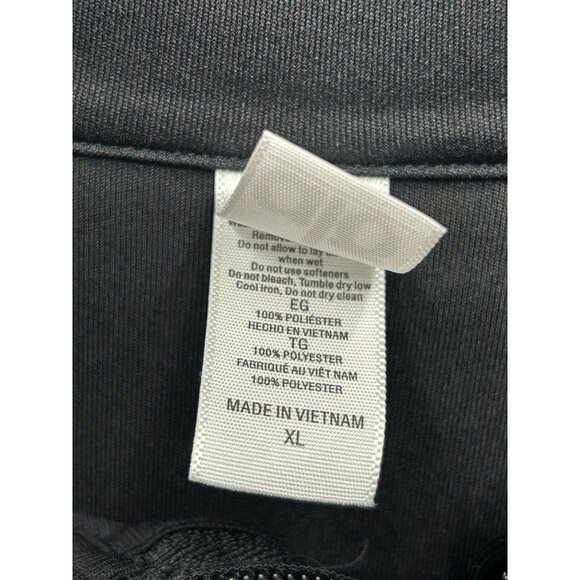 Remove
Do not allow to lay
when wet
Do not use softeners
Do not bleach, Tumble dry low
Cool iron, Do not dry clean
EG
100% POLIÉSTER
HECHO EN VIETNAM
TG
100% POLYESTER
FABRIQUÉ AU VIÊT NAM
100% POLYESTER
MADE IN VIETNAM
XL